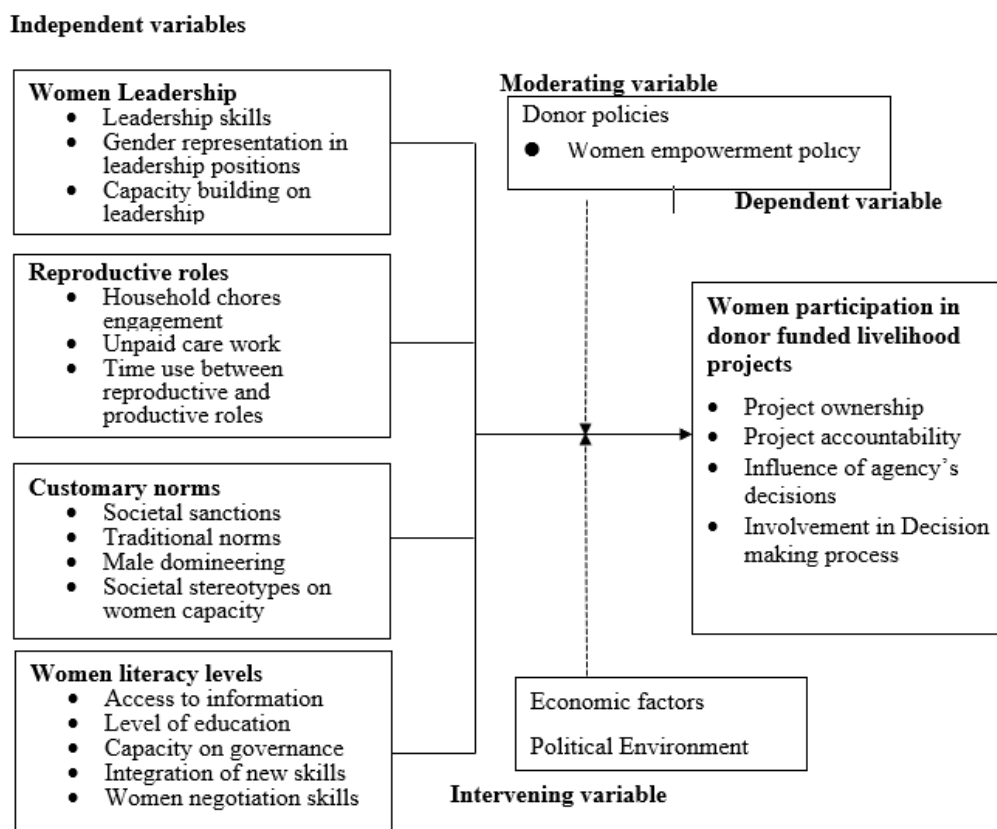 Independent variables
Women Leadership
• Leadership skills
• Gender representation in
leadership positions
• Capacity building on
leadership
Reproductive roles
• Household chores
engagement
• Unpaid care work
• Time use between
reproductive and
productive roles
Customary norms
• Societal sanctions
• Traditional norms
• Male domineering
• Societal stereotypes on
women capacity
Women literacy levels
• Access to information
• Level of education
• Capacity on governance
• Integration of new skills
• Women negotiation skills
Moderating variable
Donor policies
● Women empowerment policy
Dependent variable
Women participation in
donor funded livelihood
projects
• Project ownership
• Project accountability
• Influence of agency's
decisions
• Involvement in Decision
making process
Economic factors
Political Environment
Intervening variable